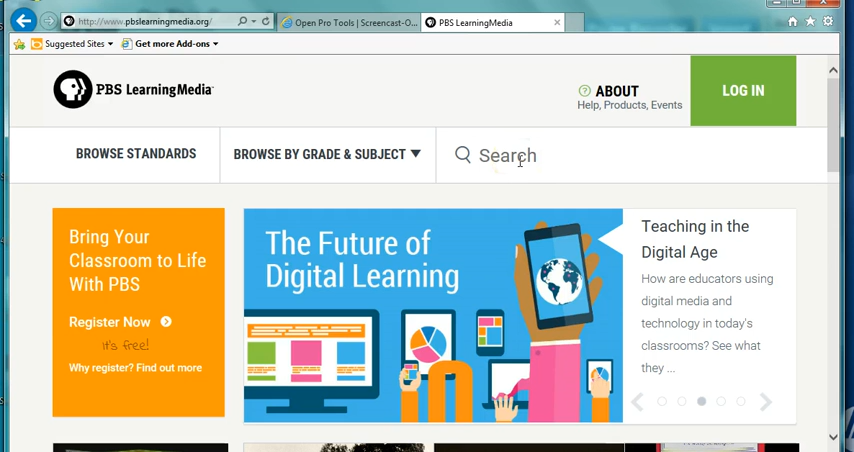 http://www.pbslearningmedia.org/
Open Pro Tools | Screencast-O...
PBS LearningMedia
Suggested Sites
Get more Add-ons
PBS LearningMedia
ABOUT
Help, Products, Events
LOG IN
BROWSE STANDARDS
BROWSE BY GRADE & SUBJECT
Search
Bring Your
Classroom to Life
With PBS
Register Now
It's free!
Why register? Find out more
The Future of
Digital Learning
Teaching in the
Digital Age
How are educators using
digital media and
technology in today's
classrooms? See what
they ...